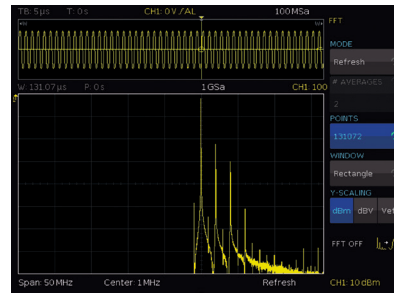 TB: 5µs T: 0s CH1: 0V / AL 100MSa
FFT
MODE
Refresh
# AVERAGES
2
W: 131.07µs P: 0s 1GSa CH1: 100
POINTS
131072
WINDOW
Rectangle
Y-SCALING
dBm dBV Vef
FFT OFF
Span: 50MHz Center: 1MHz Refresh CH1: 10dBm